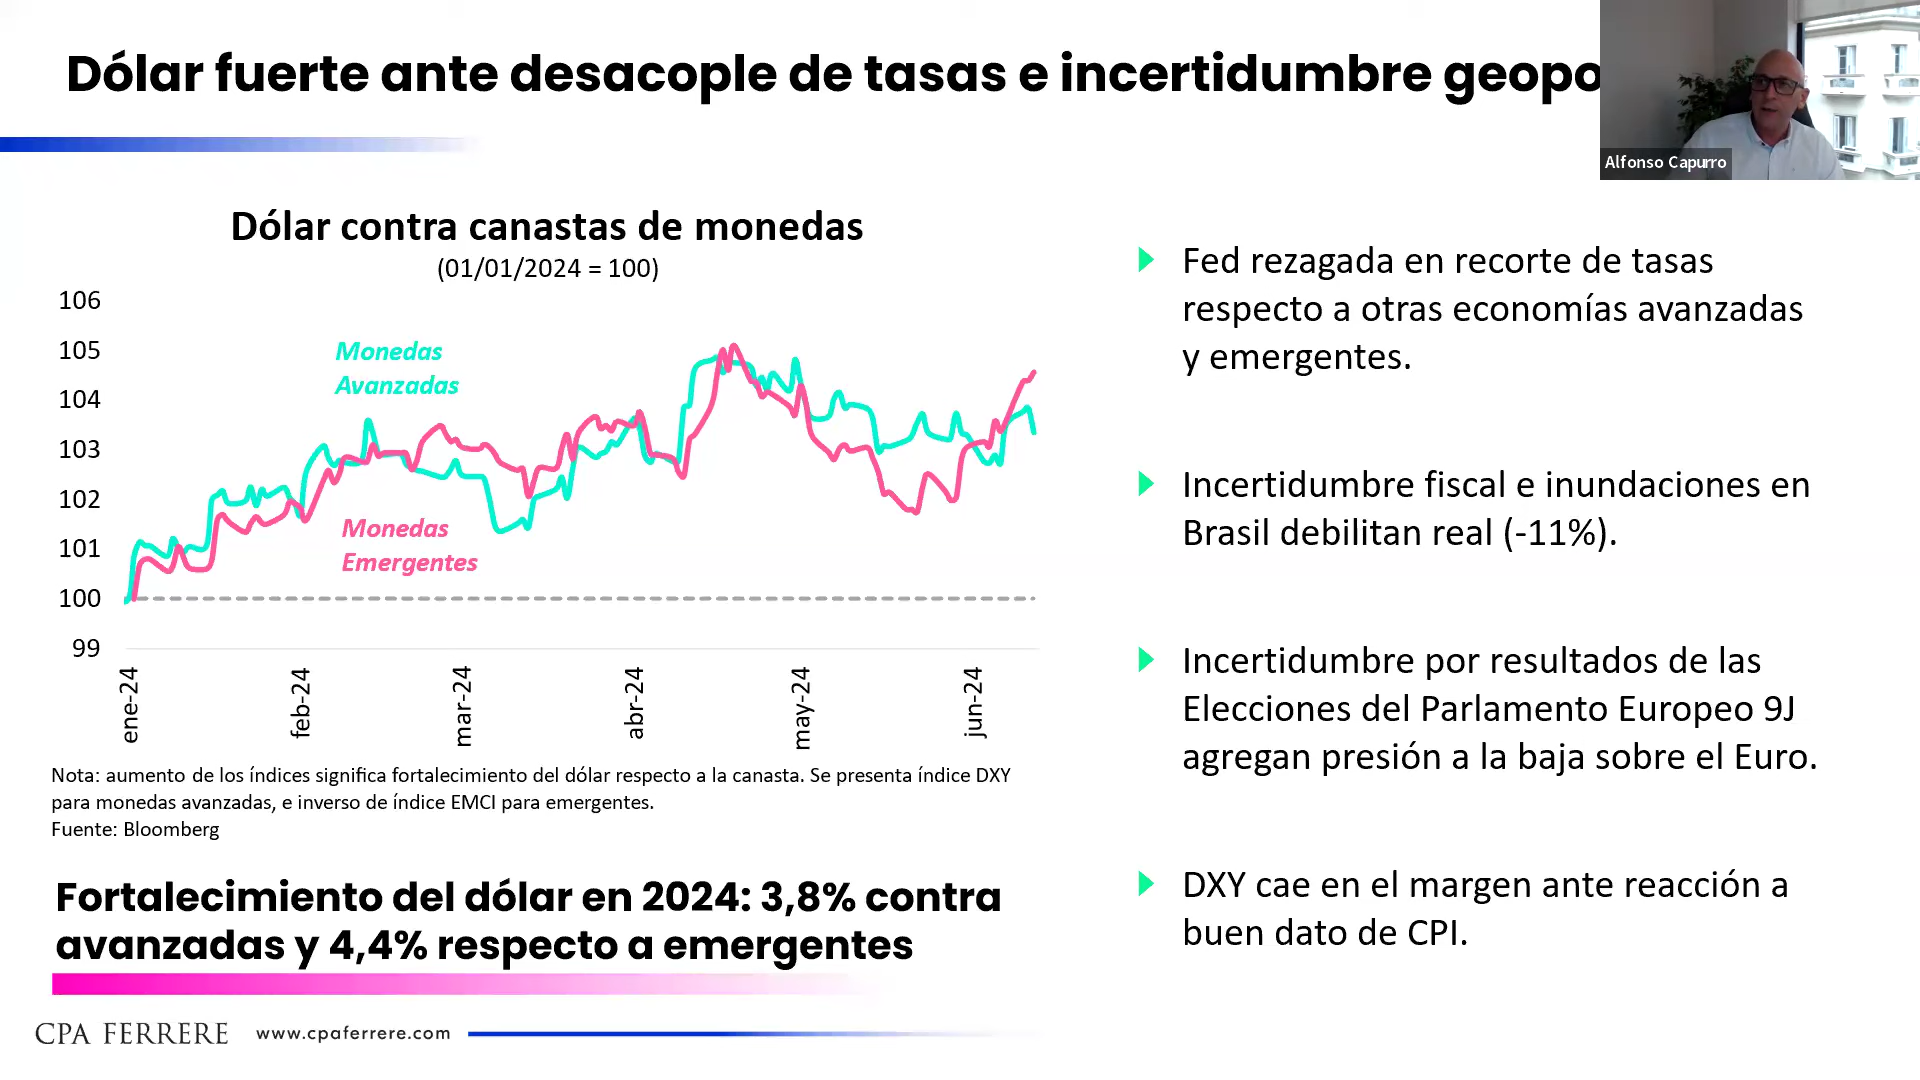 Dólar fuerte ante desacople de tasas e incertidumbre geopo
Alfonso Capurro
Dólar contra canastas de monedas
(01/01/2024 = 100)
106
105
104
103
102
101
100
99
Monedas
Avanzadas
Monedas
Emergentes
ene-24
feb-24
mar-24
abr-24
may-24
jun-24
Nota: aumento de los índices significa fortalecimiento del dólar respecto a la canasta. Se presenta índice DXY
para monedas avanzadas, e inverso de índice EMCI para emergentes.
Fuente: Bloomberg
Fortalecimiento del dólar en 2024: 3,8% contra
avanzadas y 4,4% respecto a emergentes
Fed rezagada en recorte de tasas
respecto a otras economías avanzadas
y emergentes.
Incertidumbre fiscal e inundaciones en
Brasil debilitan real (-11%).
Incertidumbre por resultados de las
Elecciones del Parlamento Europeo 9J
agregan presión a la baja sobre el Euro.
DXY cae en el margen ante reacción a
buen dato de CPI.
CPA FERRERE
www.cpaferrere.com